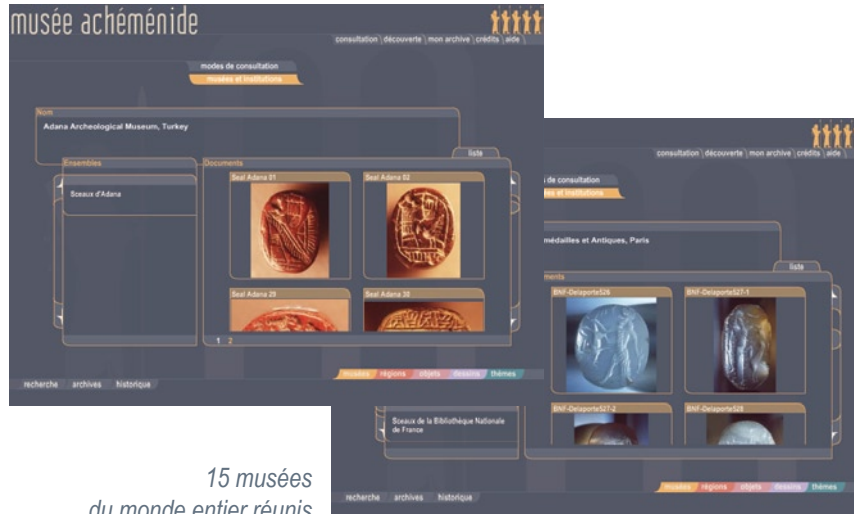 musée achéménide
consultation découverte mon archive crédits aide
modes de consultation
musées et institutions
Nom
Adana Archeological Museum, Turkey
liste
Ensembles
Documents
Sceaux d'Adana
Seal Adana 01
Seal Adana 02
Seal Adana 29
Seal Adana 30
1 2
musées régions objets dessins thèmes
recherche archives historique
consultation découverte mon archive crédits aide
de consultation
et institutions
médailles et Antiques, Paris
liste
ments
BNF-Delaporte526
BNF-Delaporte527-1
BNF-Delaporte527-2
BNF-Delaporte528
Sceaux de la Bibliothèque Nationale
de France
musées régions objets dessins thèmes
recherche archives historique
15 musées
du monde entier réunis